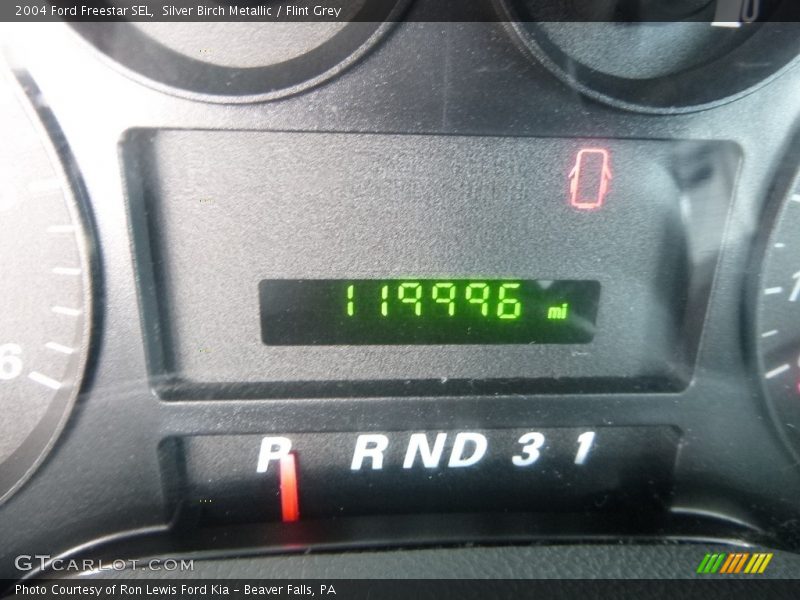 2004 Ford Freestar SEL, Silver Birch Metallic / Flint Grey
119996 mi
6
P R N D 3 1
GTCARLOT.COM
Photo Courtesy of Ron Lewis Ford Kia - Beaver Falls, PA